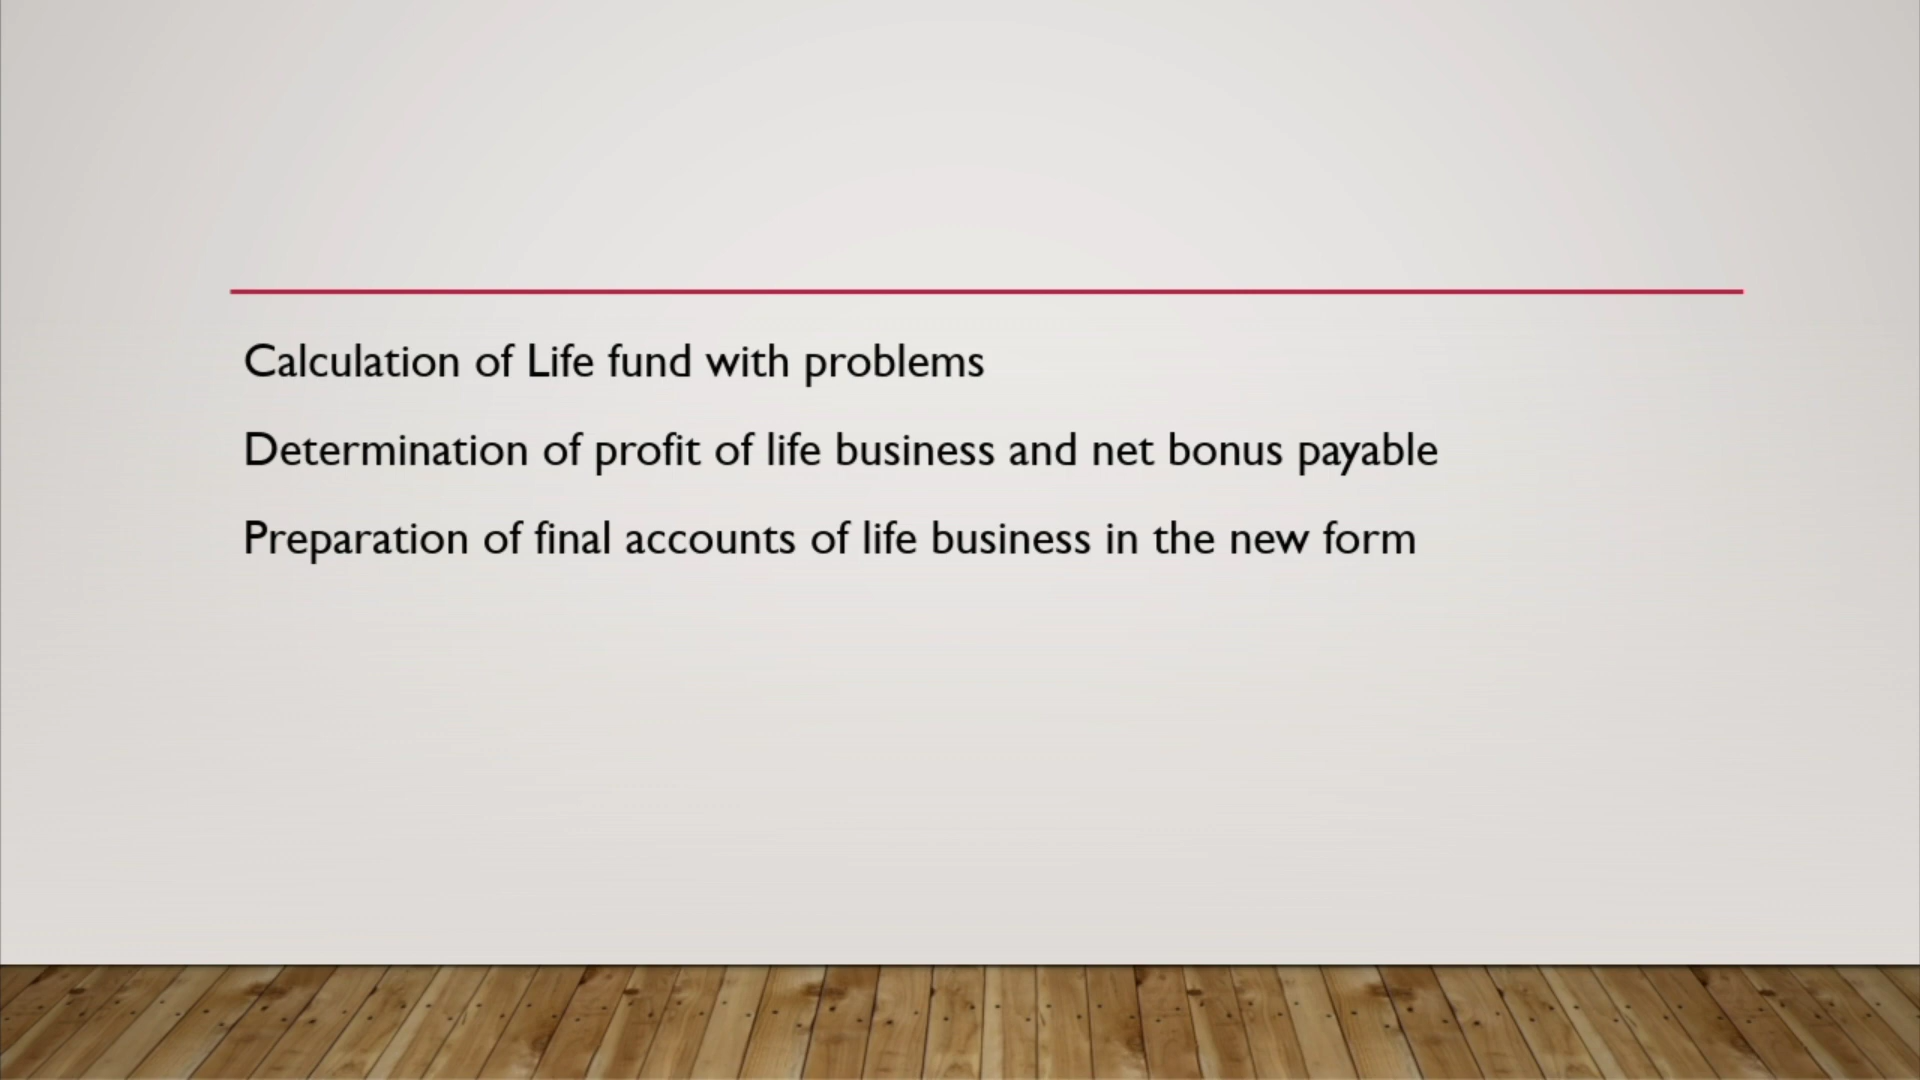 Calculation of Life fund with problems
Determination of profit of life business and net bonus payable
Preparation of final accounts of life business in the new form